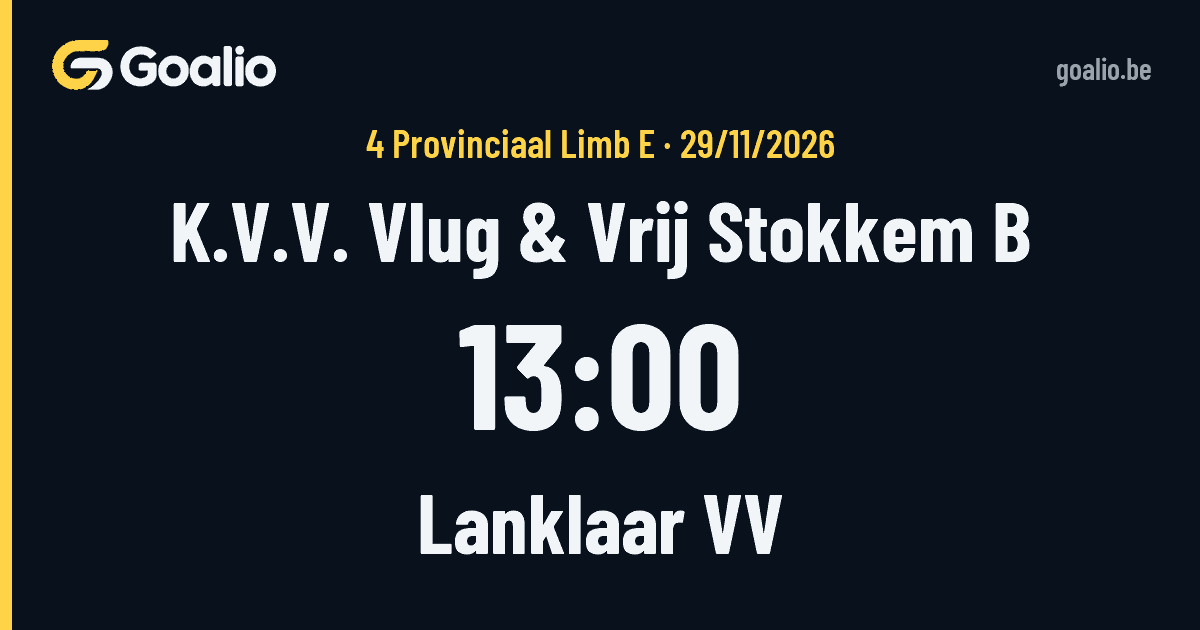 Goalio
goalio.be
4 Provinciaal Limb E · 29/11/2026
K.V.V. Vlug & Vrij Stokkem B
13:00
Lanklaar VV